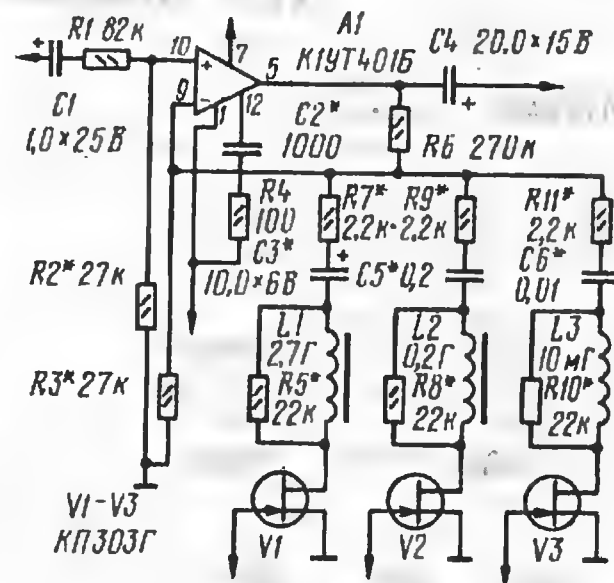 R1 82к
A1
К1УТ401Б
C4 20.0×15В
10
+
7
5
9
-
1
12
C1
1,0×25В
C2*
1000
R6 270к
R4
100
R7*
2,2к
R9*
2,2к
R11*
2,2к
C3*
10,0×6В
C5* 0,2
C6*
0,01
R2* 27к
R3* 27к
L1
2,7Г
R5*
22к
L2
0,2Г
R8*
22к
L3
10мГ
R10*
22к
V1-V3
КП303Г
V1
V2
V3